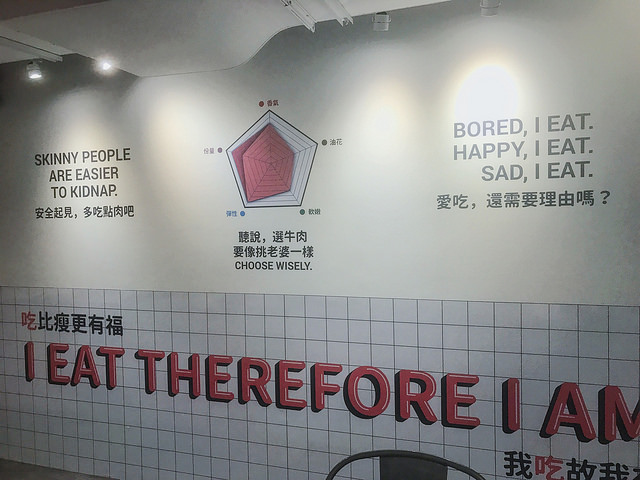 SKINNY PEOPLE
ARE EASIER
TO KIDNAP.
安全起見，多吃點肉吧
香氣
油花
軟嫩
彈性
聽說，選牛肉
要像挑老婆一樣
CHOOSE WISELY.
BORED, I EAT.
HAPPY, I EAT.
SAD, I EAT.
愛吃，還需要理由嗎？
吃比瘦更有福
I EAT THEREFORE I AM
我吃故我